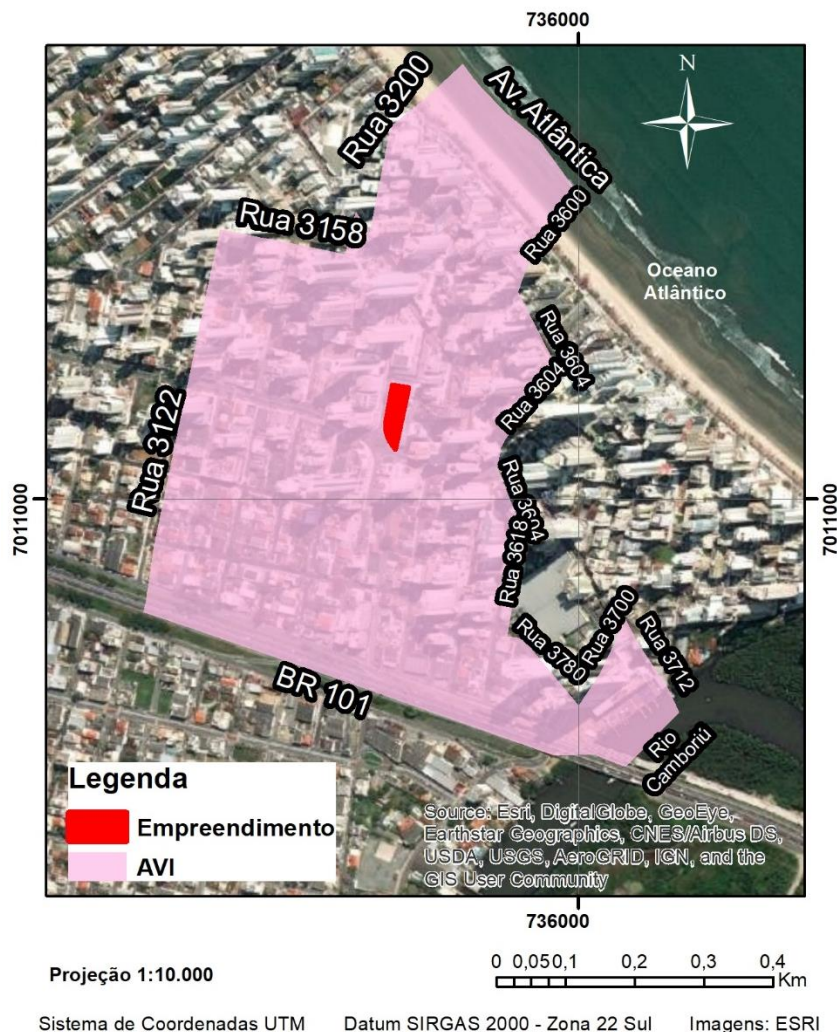 736000
N
Rua 3200
Av. Atlântica
Rua 3158
Rua 3600
Oceano
Atlântico
Rua 3604
Rua 3604
Rua 3122
Rua 3604
7011000
7011000
Rua 3618
Rua 3700
Rua 3780
Rua 3712
BR 101
Rio
Camboriú
Legenda
Empreendimento
AVI
Source: Esri, DigitalGlobe, GeoEye,
Earthstar Geographics, CNES/Airbus DS,
USDA, USGS, AeroGRID, IGN, and the
GIS User Community
736000
Projeção 1:10.000
0 0,05 0,1 0,2 0,3 0,4
Km
Sistema de Coordenadas UTM Datum SIRGAS 2000 - Zona 22 Sul Imagens: ESRI